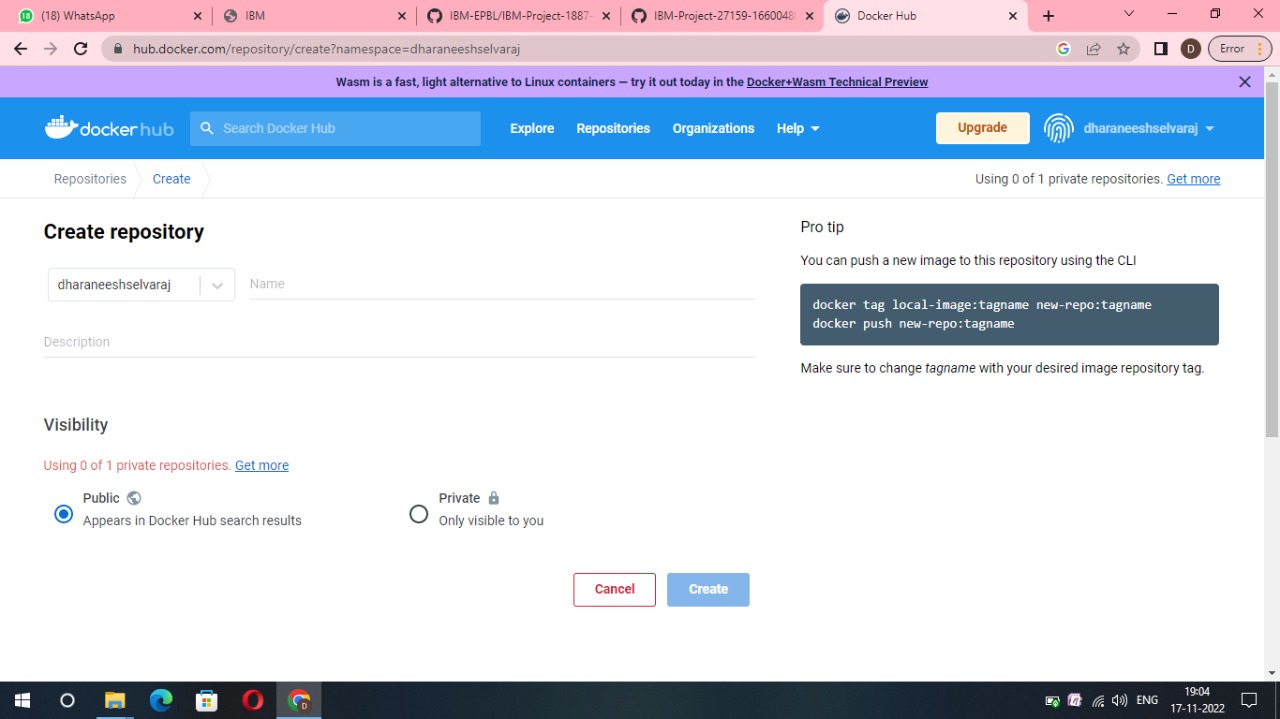 (18) WhatsApp
IBM
IBM-EPBL/IBM-Project-1887-
IBM-Project-27159-1660048
Docker Hub
hub.docker.com/repository/create?namespace=dharaneeshselvaraj
D
Error
Wasm is a fast, light alternative to Linux containers — try it out today in the Docker+Wasm Technical Preview
docker hub
Search Docker Hub
Explore
Repositories
Organizations
Help
Upgrade
dharaneeshselvaraj
Repositories
Create
Using 0 of 1 private repositories. Get more
Create repository
dharaneeshselvaraj
Name
Description
Visibility
Using 0 of 1 private repositories. Get more
Public
Appears in Docker Hub search results
Private
Only visible to you
Cancel
Create
Pro tip
You can push a new image to this repository using the CLI
docker tag local-image:tagname new-repo:tagname
docker push new-repo:tagname
Make sure to change tagname with your desired image repository tag.
ENG
19:04
17-11-2022